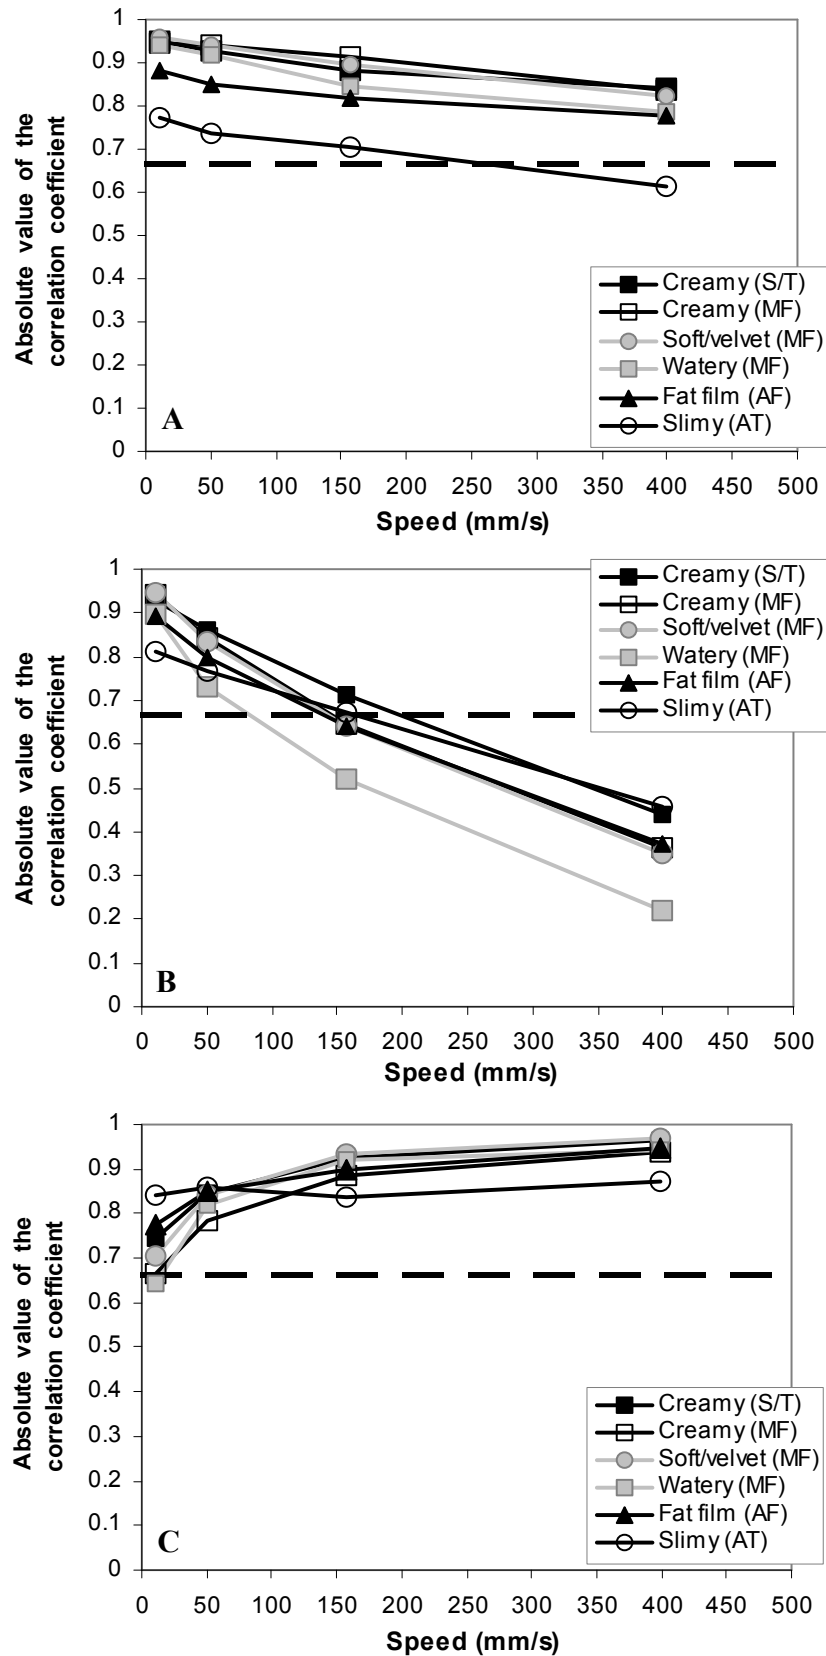 Absolute value of the
correlation coefficient
1
0.9
0.8
0.7
0.6
0.5
0.4
0.3
0.2
0.1
0
A
Creamy (S/T)
Creamy (MF)
Soft/velvet (MF)
Watery (MF)
Fat film (AF)
Slimy (AT)
0 50 100 150 200 250 300 350 400 450 500
Speed (mm/s)
Absolute value of the
correlation coefficient
1
0.9
0.8
0.7
0.6
0.5
0.4
0.3
0.2
0.1
0
B
Creamy (S/T)
Creamy (MF)
Soft/velvet (MF)
Watery (MF)
Fat film (AF)
Slimy (AT)
0 50 100 150 200 250 300 350 400 450 500
Speed (mm/s)
Absolute value of the
correlation coefficient
1
0.9
0.8
0.7
0.6
0.5
0.4
0.3
0.2
0.1
0
C
Creamy (S/T)
Creamy (MF)
Soft/velvet (MF)
Watery (MF)
Fat film (AF)
Slimy (AT)
0 50 100 150 200 250 300 350 400 450 500
Speed (mm/s)